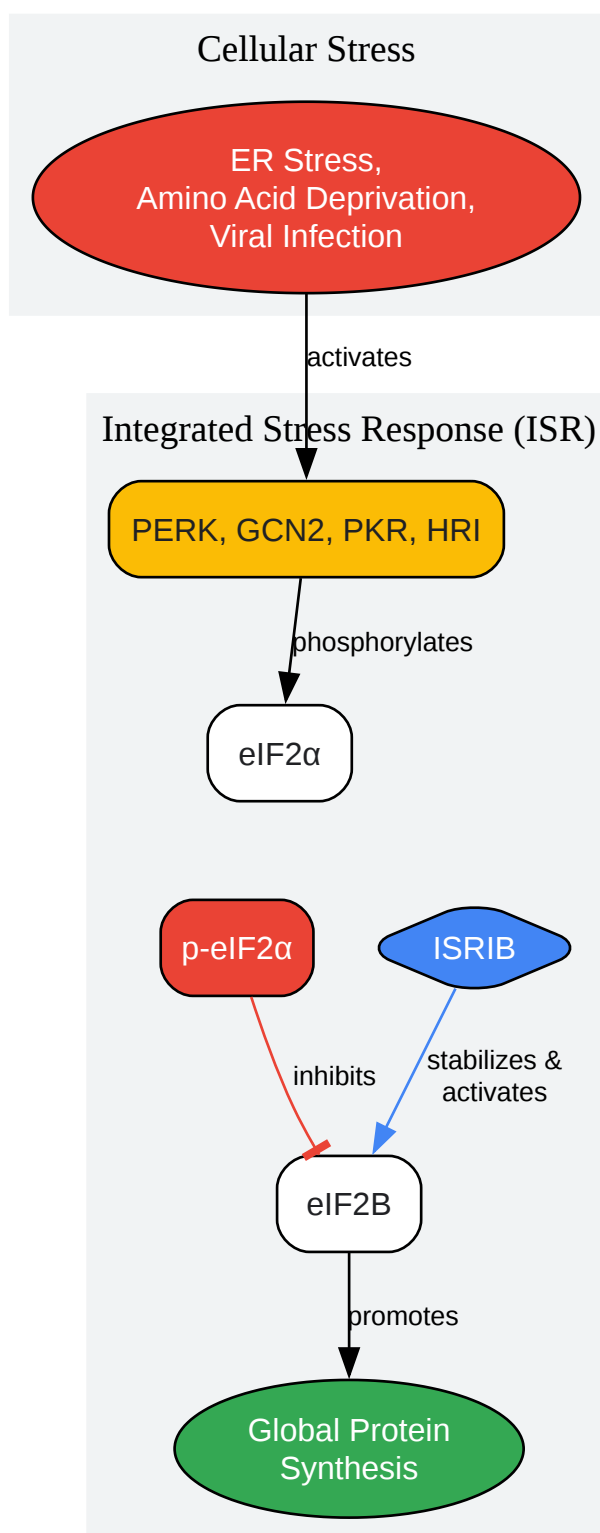 Cellular Stress
ER Stress,
Amino Acid Deprivation,
Viral Infection
activates
Integrated Stress Response (ISR)
PERK, GCN2, PKR, HRI
phosphorylates
eIF2α
p-eIF2α
ISRIB
inhibits
stabilizes &
activates
eIF2B
promotes
Global Protein
Synthesis